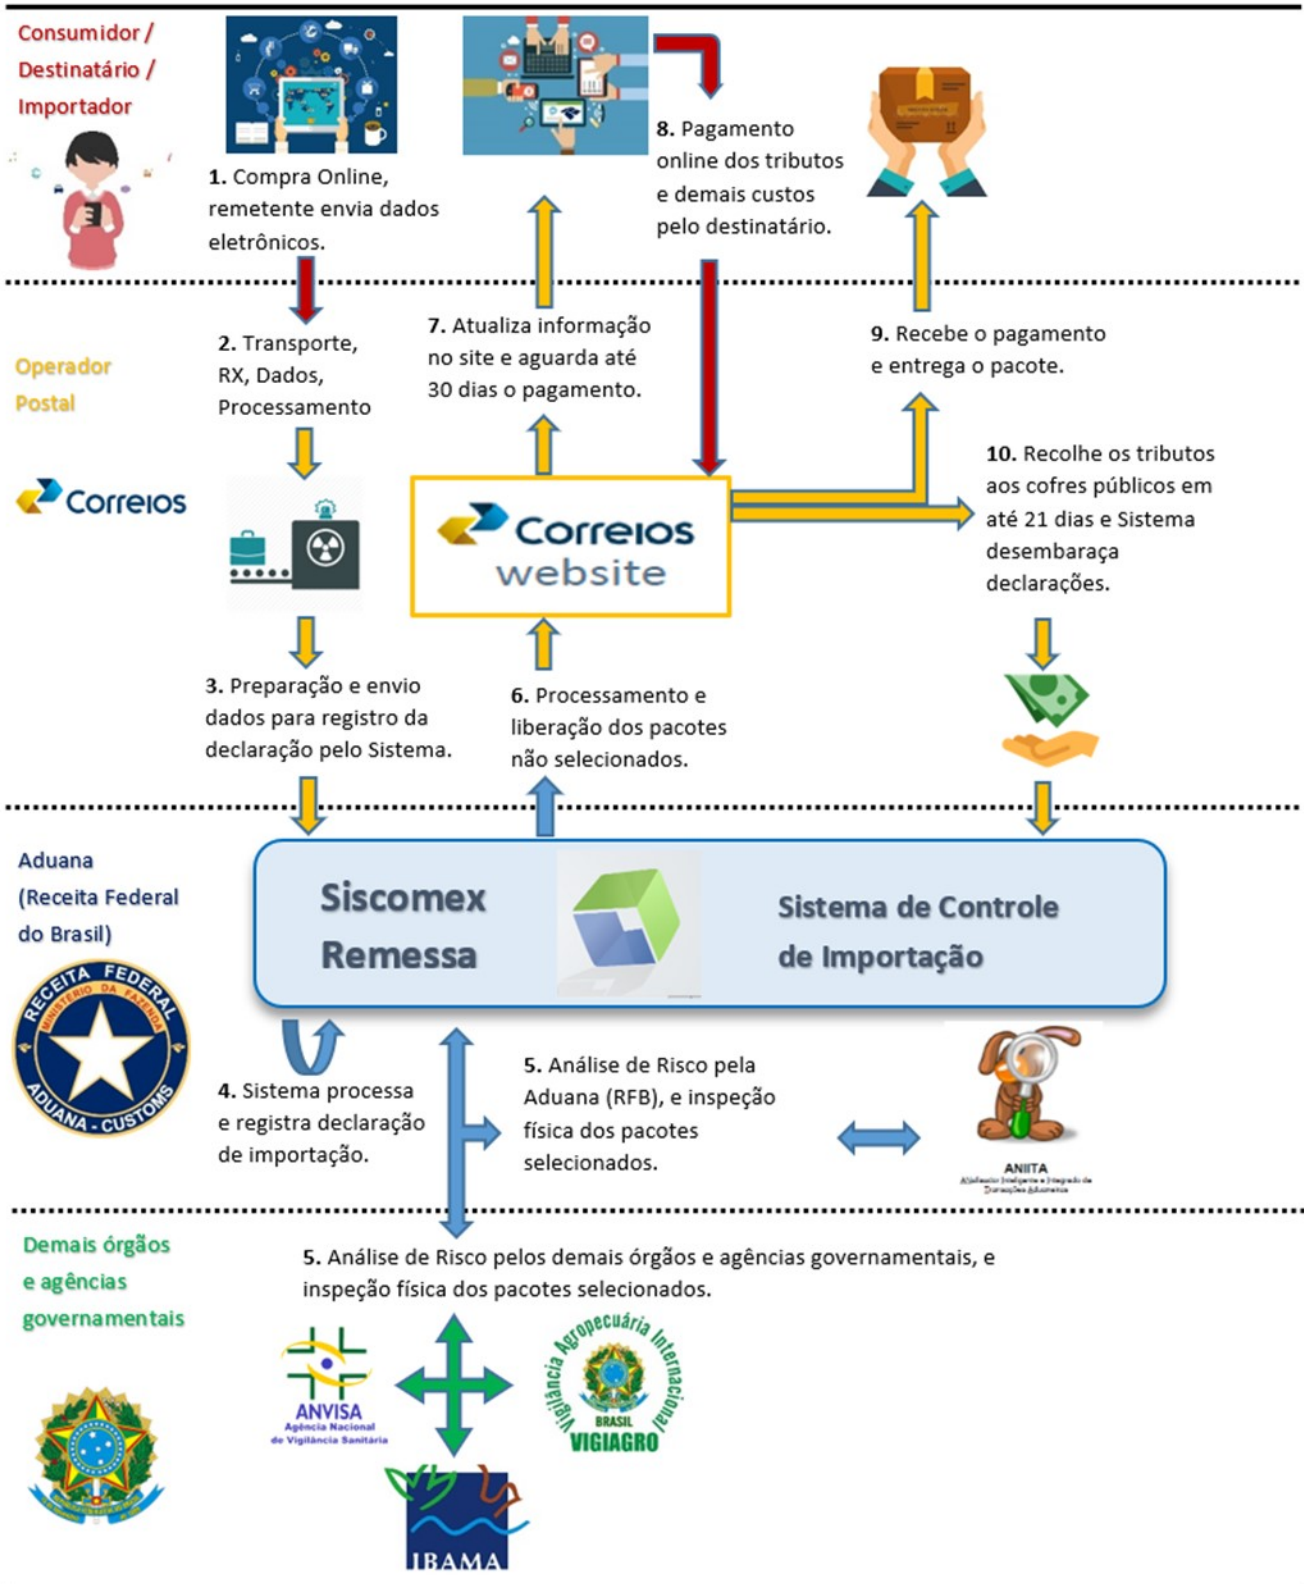 Consumidor /
Destinatário /
Importador
1. Compra Online,
remetente envia dados
eletrônicos.
8. Pagamento
online dos tributos
e demais custos
pelo destinatário.
Operador
Postal
Correios
2. Transporte,
RX, Dados,
Processamento
7. Atualiza informação
no site e aguarda até
30 dias o pagamento.
9. Recebe o pagamento
e entrega o pacote.
10. Recolhe os tributos
aos cofres públicos em
até 21 dias e Sistema
desembaraça
declarações.
Correios
website
3. Preparação e envio
dados para registro da
declaração pelo Sistema.
6. Processamento e
liberação dos pacotes
não selecionados.
Aduana
(Receita Federal
do Brasil)
RECEITA FEDERAL
MINISTÉRIO DA FAZENDA
ADUANA - CUSTOMS
Siscomex
Remessa
Sistema de Controle
de Importação
4. Sistema processa
e registra declaração
de importação.
5. Análise de Risco pela
Aduana (RFB), e inspeção
física dos pacotes
selecionados.
ANIITA
Demais órgãos
e agências
governamentais
5. Análise de Risco pelos demais órgãos e agências governamentais, e
inspeção física dos pacotes selecionados.
ANVISA
Agência Nacional
de Vigilância Sanitária
Vigilância Agropecuária Internacional
BRASIL
VIGIAGRO
IBAMA